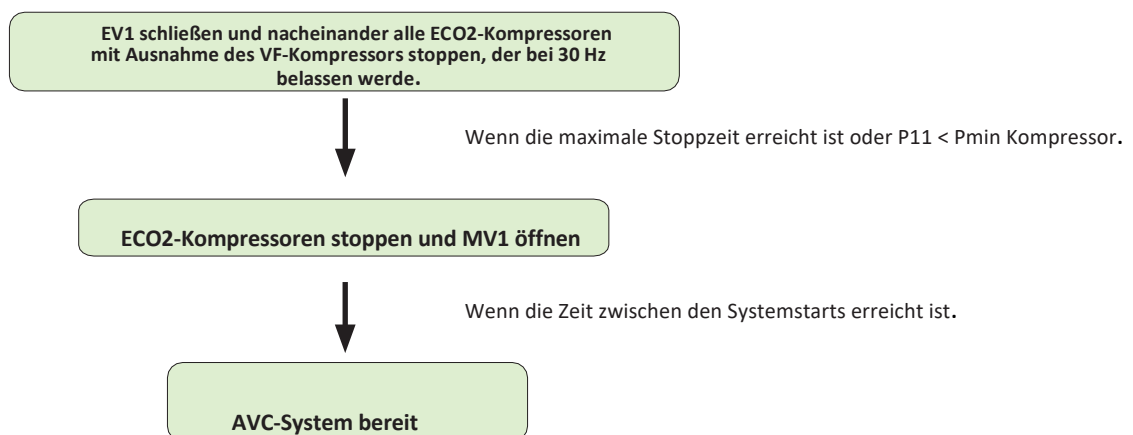 EV1 schließen und nacheinander alle ECO2-Kompressoren
mit Ausnahme des VF-Kompressors stoppen, der bei 30 Hz
belassen werde.
Wenn die maximale Stoppzeit erreicht ist oder P11 < Pmin Kompressor.
ECO2-Kompressoren stoppen und MV1 öffnen
Wenn die Zeit zwischen den Systemstarts erreicht ist.
AVC-System bereit